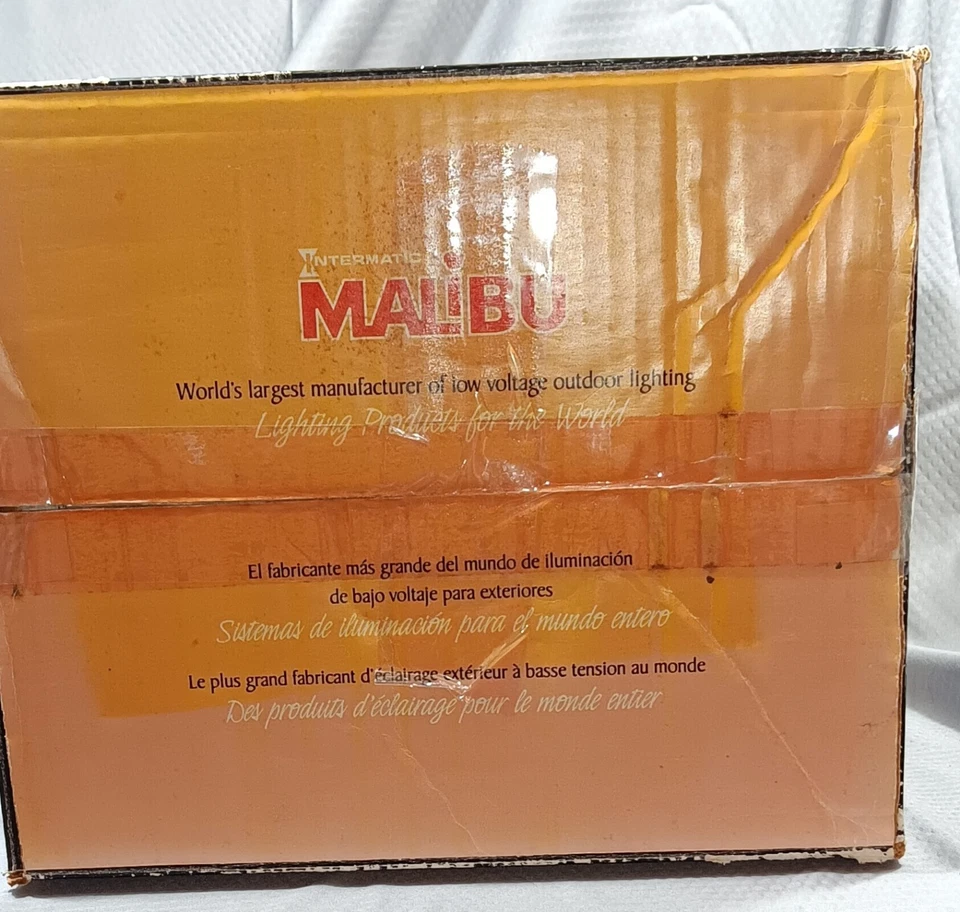 INTERMATIC
MALiBU
World's largest manufacturer of low voltage outdoor lighting
Lighting Products for the World
El fabricante más grande del mundo de iluminación
de bajo voltaje para exteriores
Sistemas de iluminación para el mundo entero
Le plus grand fabricant d'éclairage extérieur à basse tension au monde
Des produits d'éclairage pour le monde entier